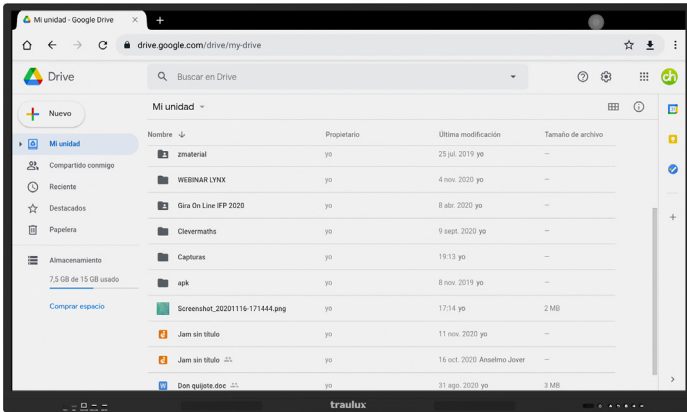 Mi unidad - Google Drive
drive.google.com/drive/my-drive
Drive
Buscar en Drive
ch
Nuevo
Mi unidad
Nombre
Propietario
Última modificación
Tamaño de archivo
Mi unidad
Compartido conmigo
Reciente
Destacados
Papelera
Almacenamiento
7,5 GB de 15 GB usado
Comprar espacio
zmaterial yo 25 jul. 2019 yo —
WEBINAR LYNX yo 4 nov. 2020 yo —
Gira On Line IFP 2020 yo 8 abr. 2020 yo —
Clevermaths yo 9 sept. 2020 yo —
Capturas yo 19:13 yo —
apk yo 8 nov. 2019 yo —
Screenshot_20201116-171444.png yo 17:14 yo 2 MB
Jam sin título yo 11 nov. 2020 yo —
Jam sin título yo 16 oct. 2020 Anselmo Jover —
W Don quijote.doc yo 31 ago. 2020 yo 3 MB
traulux